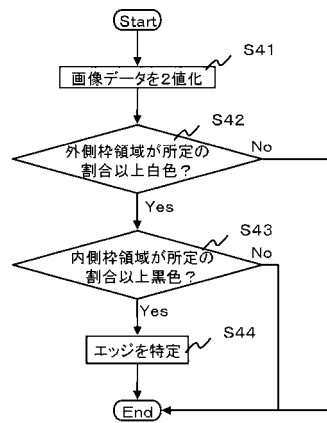 Start
S41
画像データを2値化
S42
外側枠領域が所定の
割合以上白色？
No
Yes
S43
内側枠領域が所定の
割合以上黒色？
No
Yes
S44
エッジを特定
End